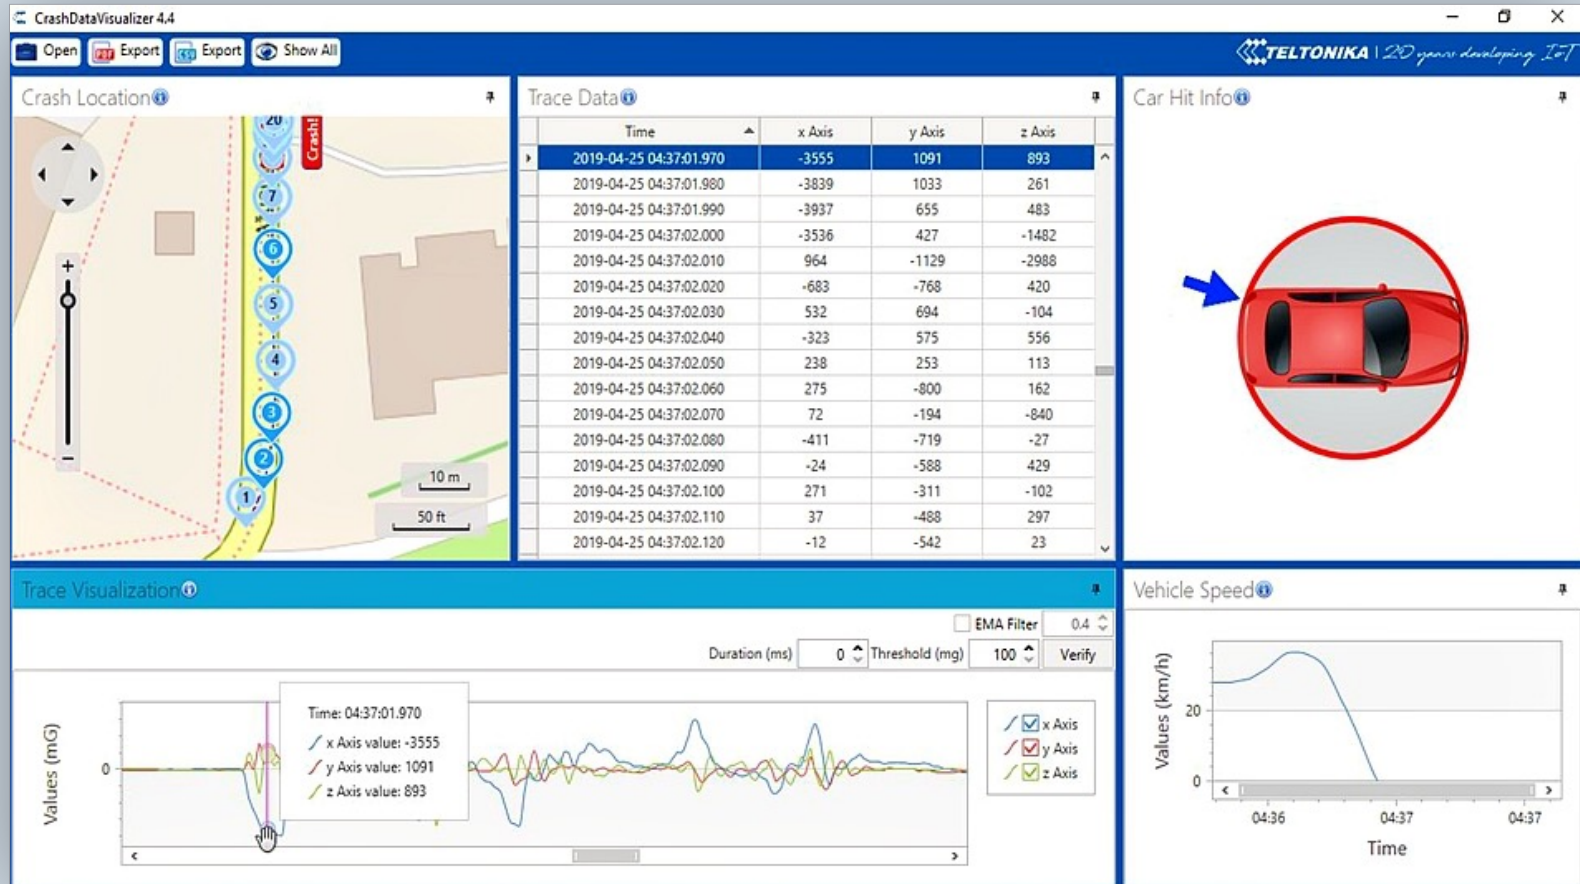 CrashDataVisualizer 4.4
Open Export Export Show All
TELTONIKA | 20 years developing IoT
Crash Location
Trace Data
Car Hit Info
20
Crash!
7
6
5
4
3
2
1
+
−
10 m
50 ft
Time x Axis y Axis z Axis
2019-04-25 04:37:01.970 -3555 1091 893
2019-04-25 04:37:01.980 -3839 1033 261
2019-04-25 04:37:01.990 -3937 655 483
2019-04-25 04:37:02.000 -3536 427 -1482
2019-04-25 04:37:02.010 964 -1129 -2988
2019-04-25 04:37:02.020 -683 -768 420
2019-04-25 04:37:02.030 532 694 -104
2019-04-25 04:37:02.040 -323 575 556
2019-04-25 04:37:02.050 238 253 113
2019-04-25 04:37:02.060 275 -800 162
2019-04-25 04:37:02.070 72 -194 -840
2019-04-25 04:37:02.080 -411 -719 -27
2019-04-25 04:37:02.090 -24 -588 429
2019-04-25 04:37:02.100 271 -311 -102
2019-04-25 04:37:02.110 37 -488 297
2019-04-25 04:37:02.120 -12 -542 23
Trace Visualization
EMA Filter 0.4
Duration (ms) 0 Threshold (mg) 100 Verify
Values (mG)
0
Time: 04:37:01.970
x Axis value: -3555
y Axis value: 1091
z Axis value: 893
x Axis
y Axis
z Axis
Vehicle Speed
Values (km/h)
20
0
04:36 04:37 04:37
Time